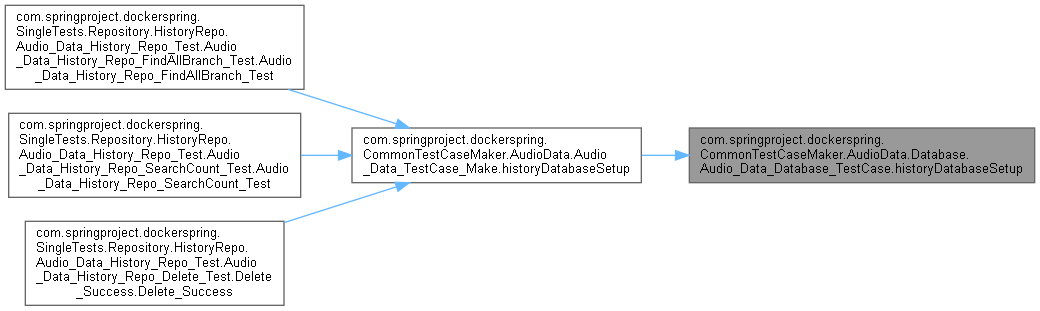 com.springproject.dockerspring.
SingleTests.Repository.HistoryRepo.
Audio_Data_History_Repo_Test.Audio
_Data_History_Repo_FindAllBranch_Test.Audio
_Data_History_Repo_FindAllBranch_Test
com.springproject.dockerspring.
SingleTests.Repository.HistoryRepo.
Audio_Data_History_Repo_Test.Audio
_Data_History_Repo_SearchCount_Test.Audio
_Data_History_Repo_SearchCount_Test
com.springproject.dockerspring.
SingleTests.Repository.HistoryRepo.
Audio_Data_History_Repo_Test.Audio
_Data_History_Repo_Delete_Test.Delete
_Success.Delete_Success
com.springproject.dockerspring.
CommonTestCaseMaker.AudioData.Audio
_Data_TestCase_Make.historyDatabaseSetup
com.springproject.dockerspring.
CommonTestCaseMaker.AudioData.Database.
Audio_Data_Database_TestCase.historyDatabaseSetup